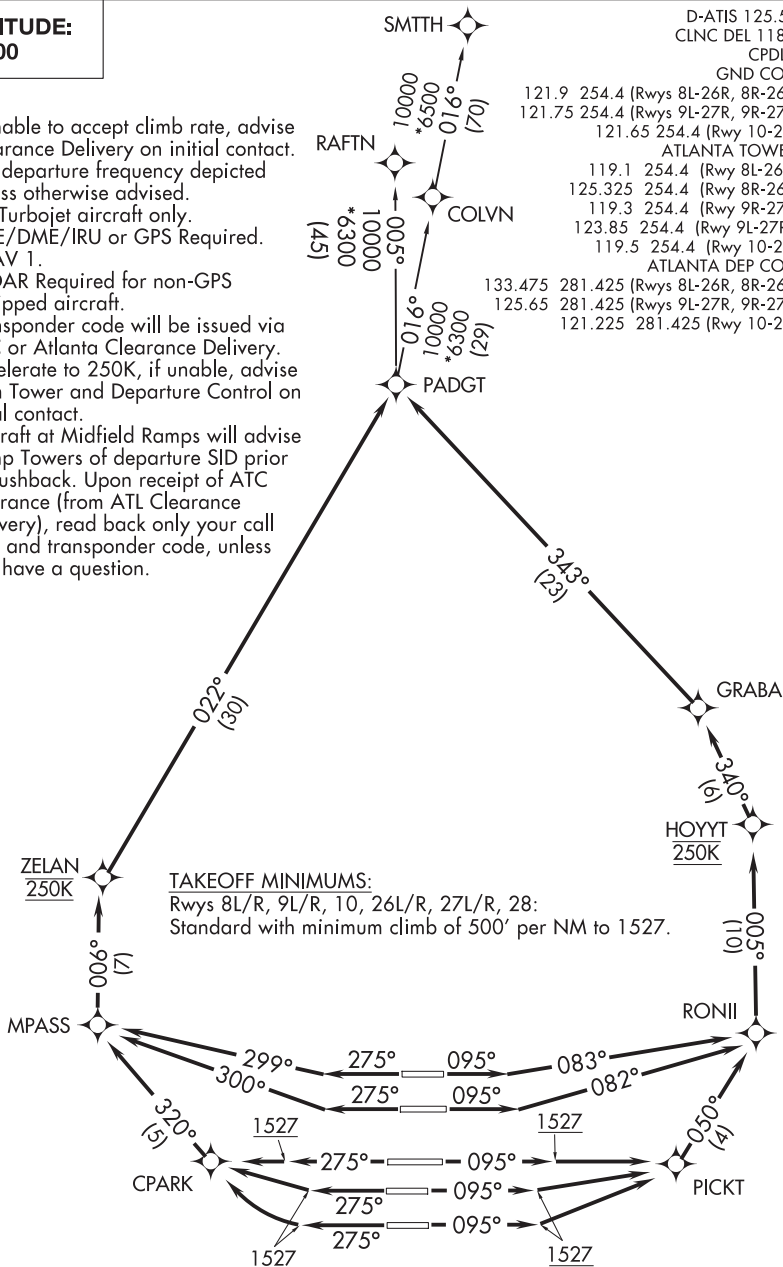 ITUDE:
00
nable to accept climb rate, advise
arance Delivery on initial contact.
departure frequency depicted
ss otherwise advised.
Turbojet aircraft only.
E/DME/IRU or GPS Required.
AV 1.
DAR Required for non-GPS
ipped aircraft.
nsponder code will be issued via
C or Atlanta Clearance Delivery.
celerate to 250K, if unable, advise
n Tower and Departure Control on
al contact.
raft at Midfield Ramps will advise
mp Towers of departure SID prior
ushback. Upon receipt of ATC
rance (from ATL Clearance
very), read back only your call
and transponder code, unless
have a question.
D-ATIS 125.5
CLNC DEL 118
CPDL
GND CO
121.9 254.4 (Rwys 8L-26R, 8R-26
121.75 254.4 (Rwys 9L-27R, 9R-27
121.65 254.4 (Rwy 10-2
ATLANTA TOWE
119.1 254.4 (Rwy 8L-26
125.325 254.4 (Rwy 8R-26
119.3 254.4 (Rwy 9R-27
123.85 254.4 (Rwy 9L-27R
119.5 254.4 (Rwy 10-2
ATLANTA DEP CO
133.475 281.425 (Rwys 8L-26R, 8R-26
125.65 281.425 (Rwys 9L-27R, 9R-27
121.225 281.425 (Rwy 10-2
SMTTH
10000
*6500
016°
(70)
RAFTN
COLVN
005°
10000
*6300
(45)
016°
10000
*6300
(29)
PADGT
022°
(30)
343°
(23)
GRABA
340°
(6)
HOYYT
250K
ZELAN
250K
TAKEOFF MINIMUMS:
Rwys 8L/R, 9L/R, 10, 26L/R, 27L/R, 28:
Standard with minimum climb of 500' per NM to 1527.
006°
(7)
005°
(10)
MPASS
RONII
299°
275°
095°
083°
300°
275°
095°
082°
320°
(5)
050°
(4)
1527
1527
275°
095°
CPARK
PICKT
275°
095°
275°
095°
1527
1527